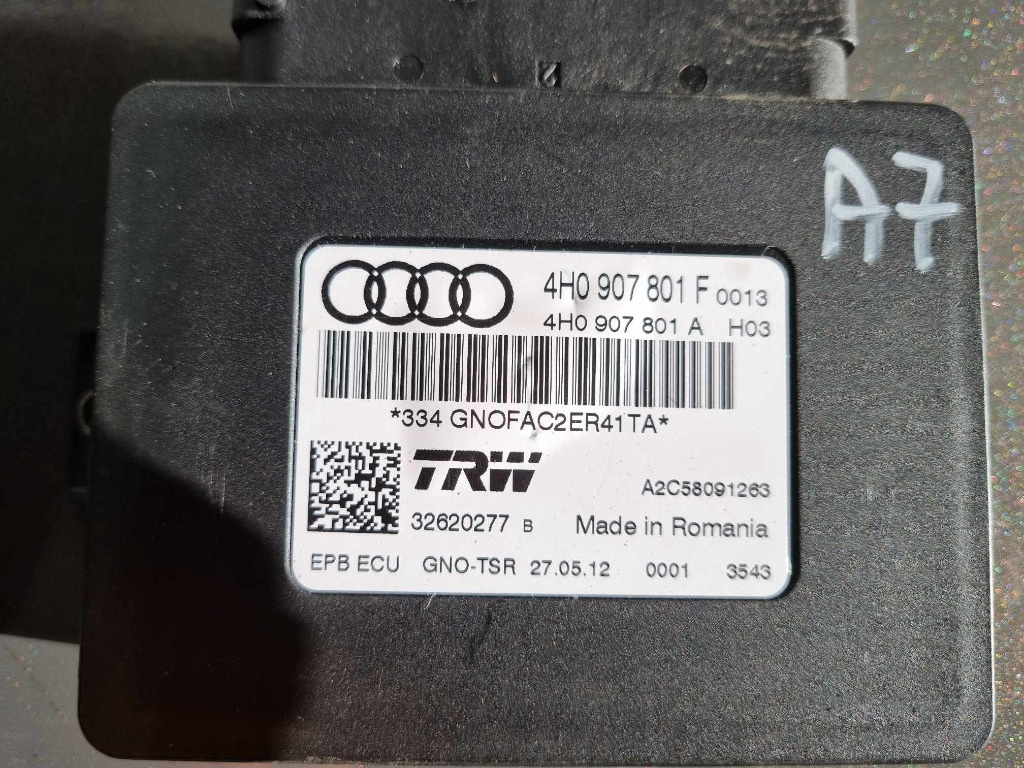 A7
4H0 907 801 F 0013
4H0 907 801 A H03
*334 GNOFAC2ER41TA*
TRW
A2C58091263
32620277 B Made in Romania
EPB ECU GNO-TSR 27.05.12 0001 3543